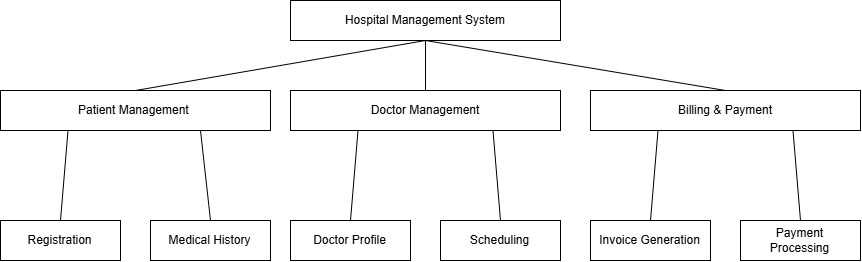 Hospital Management System
Patient Management
Doctor Management
Billing & Payment
Registration
Medical History
Doctor Profile
Scheduling
Invoice Generation
Payment
Processing